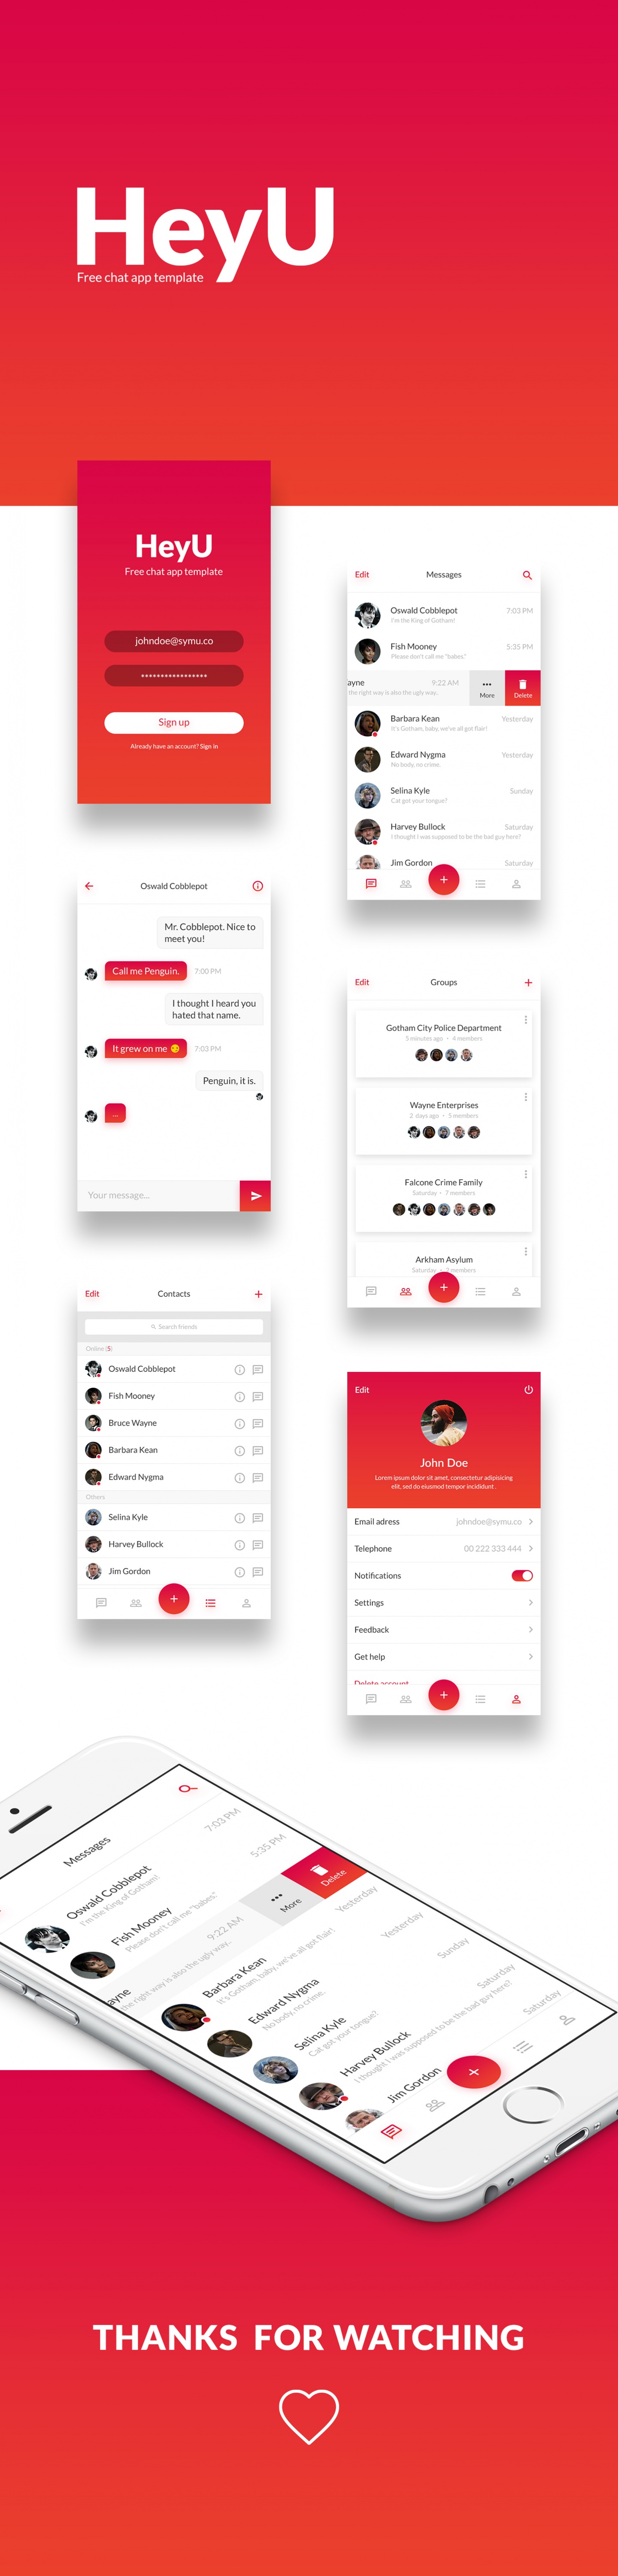 HeyU
Free chat app template
HeyU
Free chat app template
johndoe@symu.co
•••••••••••••••••
Sign up
Already have an account? Sign In
Edit
Messages
Oswald Cobblepot
7:03 PM
I'm the King of Gotham!
Fish Mooney
5:35 PM
Please don't call me "babes."
ayne
9:22 AM
the right way is also the ugly way.
More
Delete
Barbara Kean
Yesterday
It's Gotham, baby, we've all got flair!
Edward Nygma
Yesterday
No body, no crime.
Selina Kyle
Sunday
Cat got your tongue?
Harvey Bullock
Saturday
I thought I was supposed to be the bad guy here?
Jim Gordon
Saturday
Oswald Cobblepot
Mr. Cobblepot. Nice to
meet you!
Call me Penguin.
7:00 PM
I thought I heard you
hated that name.
It grew on me 😏
7:03 PM
Penguin, it is.
...
Your message...
Edit
Groups
Gotham City Police Department
5 minutes ago • 4 members
Wayne Enterprises
2 days ago • 5 members
Falcone Crime Family
Saturday • 7 members
Arkham Asylum
Saturday • 2 members
Edit
Contacts
Search friends
Online (5)
Oswald Cobblepot
Fish Mooney
Bruce Wayne
Barbara Kean
Edward Nygma
Others
Selina Kyle
Harvey Bullock
Jim Gordon
Edit
John Doe
Lorem ipsum dolor sit amet, consectetur adipisicing
elit, sed do eiusmod tempor incididunt.
Email adress
johndoe@symu.co
Telephone
00 222 333 444
Notifications
Settings
Feedback
Get help
Delete account
Messages
Oswald Cobblepot
7:03 PM
I'm the King of Gotham!
Fish Mooney
5:35 PM
Please don't call me "babes."
ayne
9:22 AM
the right way is also the ugly way.
More
Delete
Barbara Kean
Yesterday
It's Gotham, baby, we've all got flair!
Edward Nygma
Yesterday
No body, no crime.
Selina Kyle
Sunday
Cat got your tongue?
Harvey Bullock
Saturday
I thought I was supposed to be the bad guy here?
Jim Gordon
Saturday
THANKS FOR WATCHING